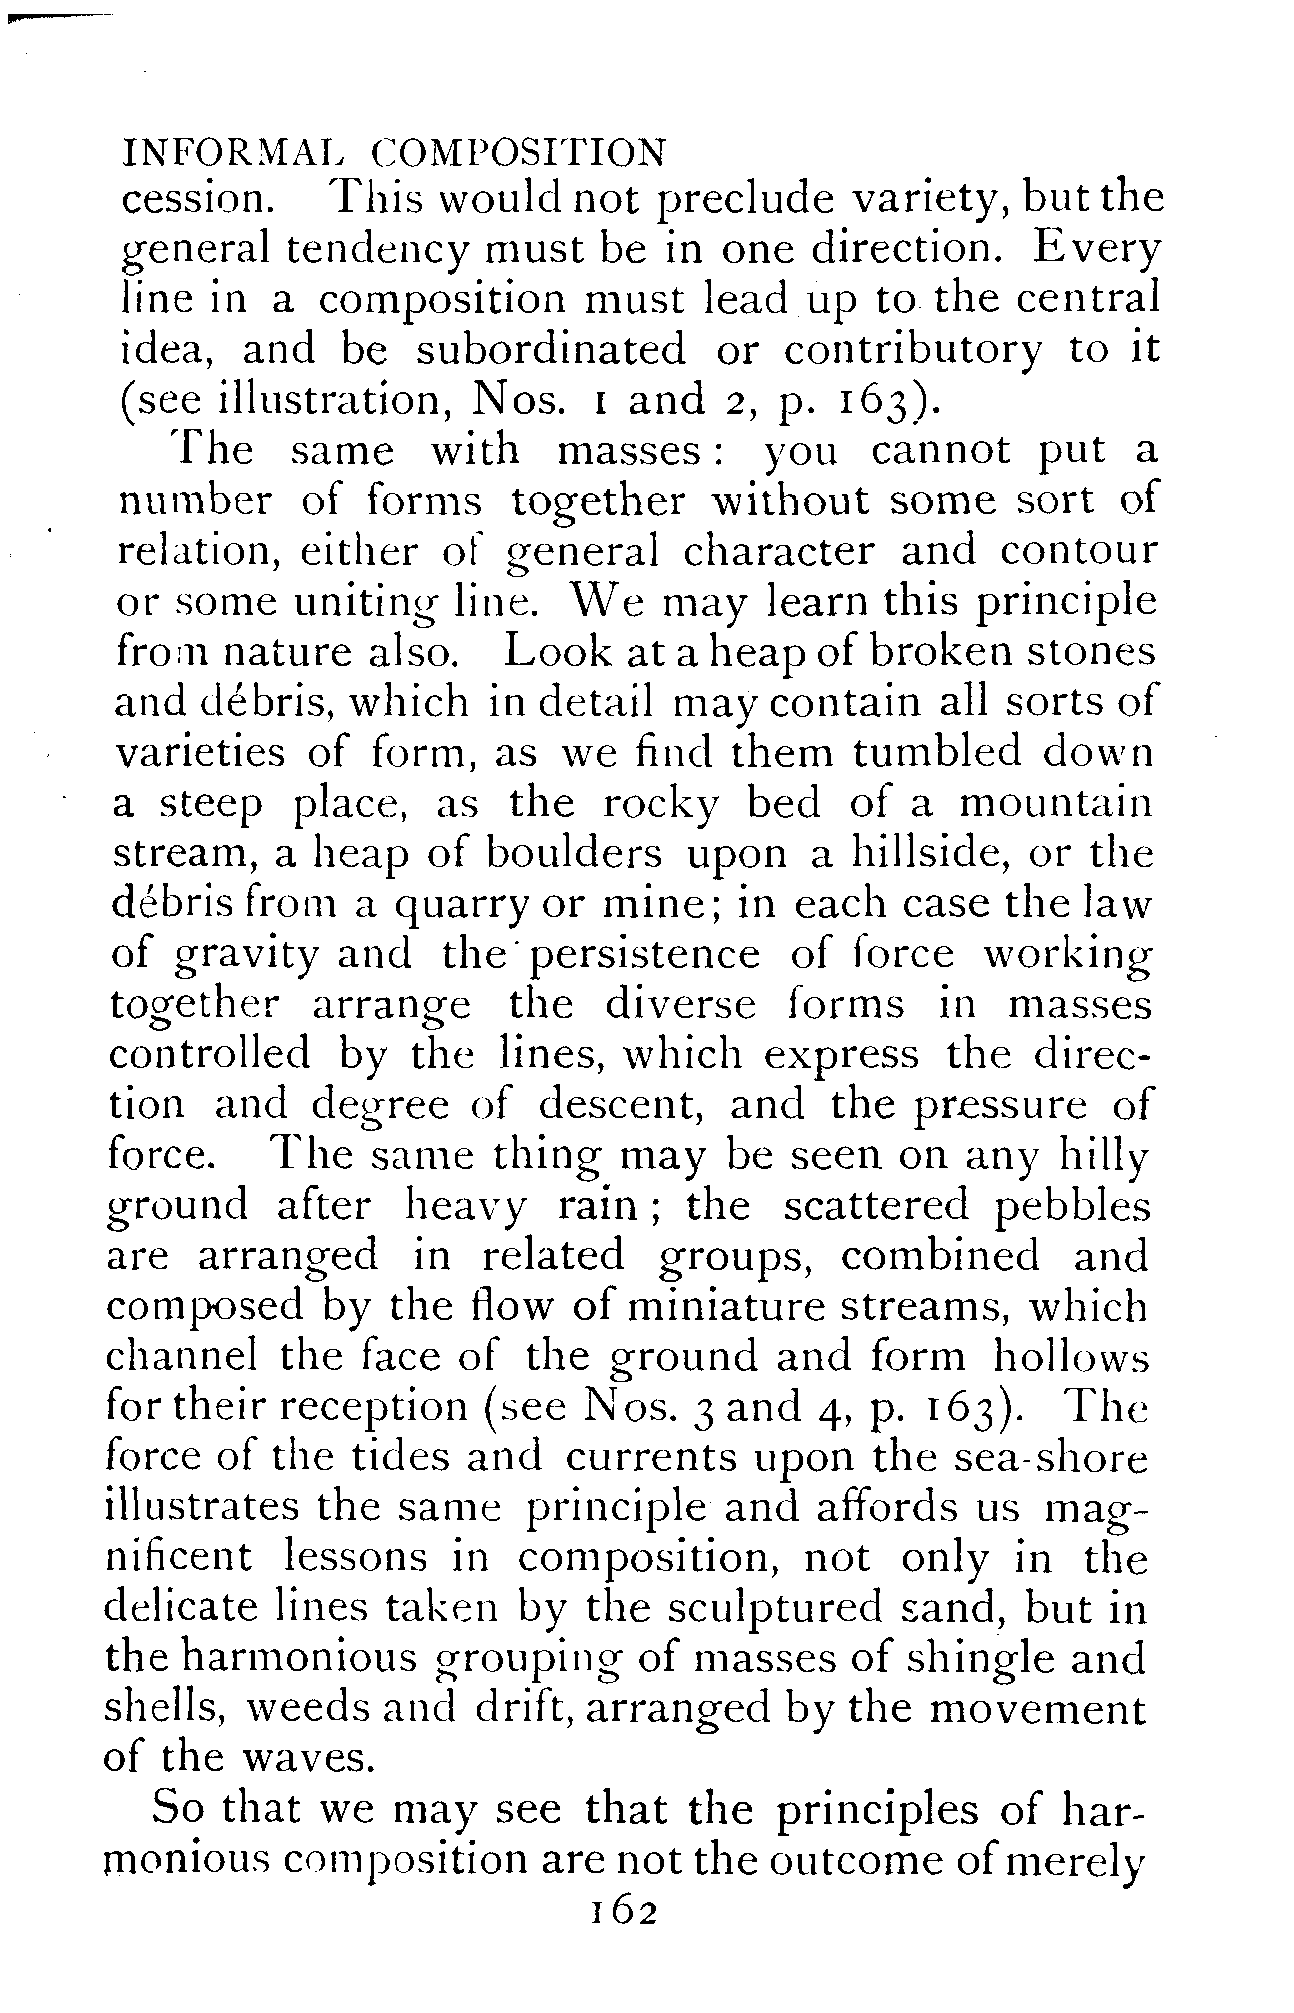 INFORMAL COMPOSITION
cession. This would not preclude variety, but the
general tendency must be in one direction. Every
line in a composition must lead up to the central
idea, and be subordinated or contributory to it
(see illustration, Nos. 1 and 2, p. 163).
The same with masses : you cannot put a
number of forms together without some sort of
relation, either of general character and contour
or some uniting line. We may learn this principle
from nature also. Look at a heap of broken stones
and débris, which in detail may contain all sorts of
varieties of form, as we find them tumbled down
a steep place, as the rocky bed of a mountain
stream, a heap of boulders upon a hillside, or the
débris from a quarry or mine; in each case the law
of gravity and the persistence of force working
together arrange the diverse forms in masses
controlled by the lines, which express the direc-
tion and degree of descent, and the pressure of
force. The same thing may be seen on any hilly
ground after heavy rain ; the scattered pebbles
are arranged in related groups, combined and
composed by the flow of miniature streams, which
channel the face of the ground and form hollows
for their reception (see Nos. 3 and 4, p. 163). The
force of the tides and currents upon the sea-shore
illustrates the same principle and affords us mag-
nificent lessons in composition, not only in the
delicate lines taken by the sculptured sand, but in
the harmonious grouping of masses of shingle and
shells, weeds and drift, arranged by the movement
of the waves.
So that we may see that the principles of har-
monious composition are not the outcome of merely
162